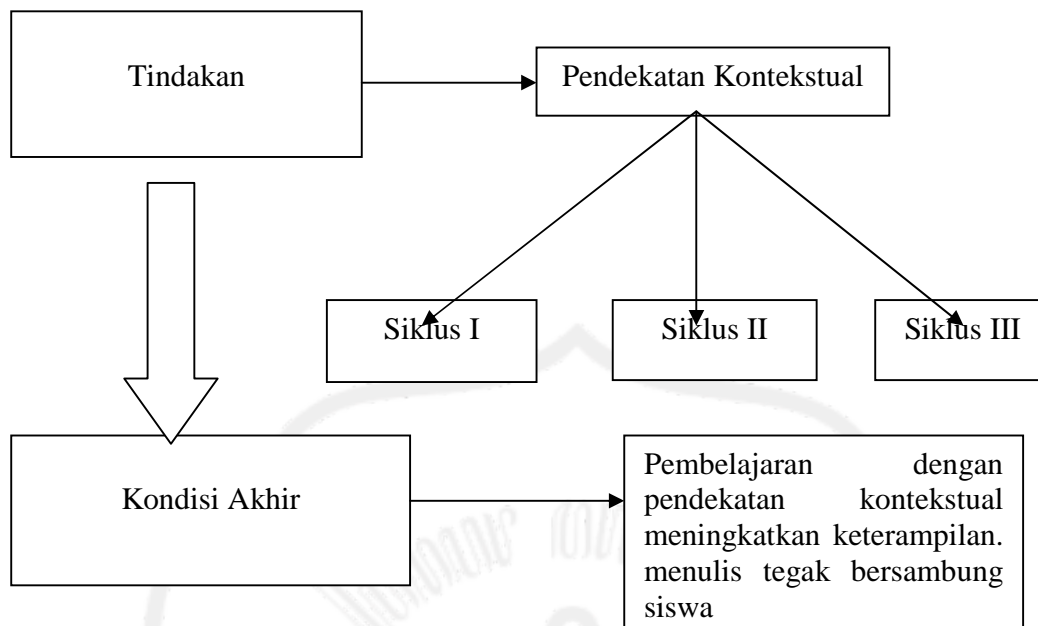 Tindakan
Pendekatan Kontekstual
Siklus I
Siklus II
Siklus III
Kondisi Akhir
Pembelajaran dengan
pendekatan kontekstual
meningkatkan keterampilan.
menulis tegak bersambung
siswa